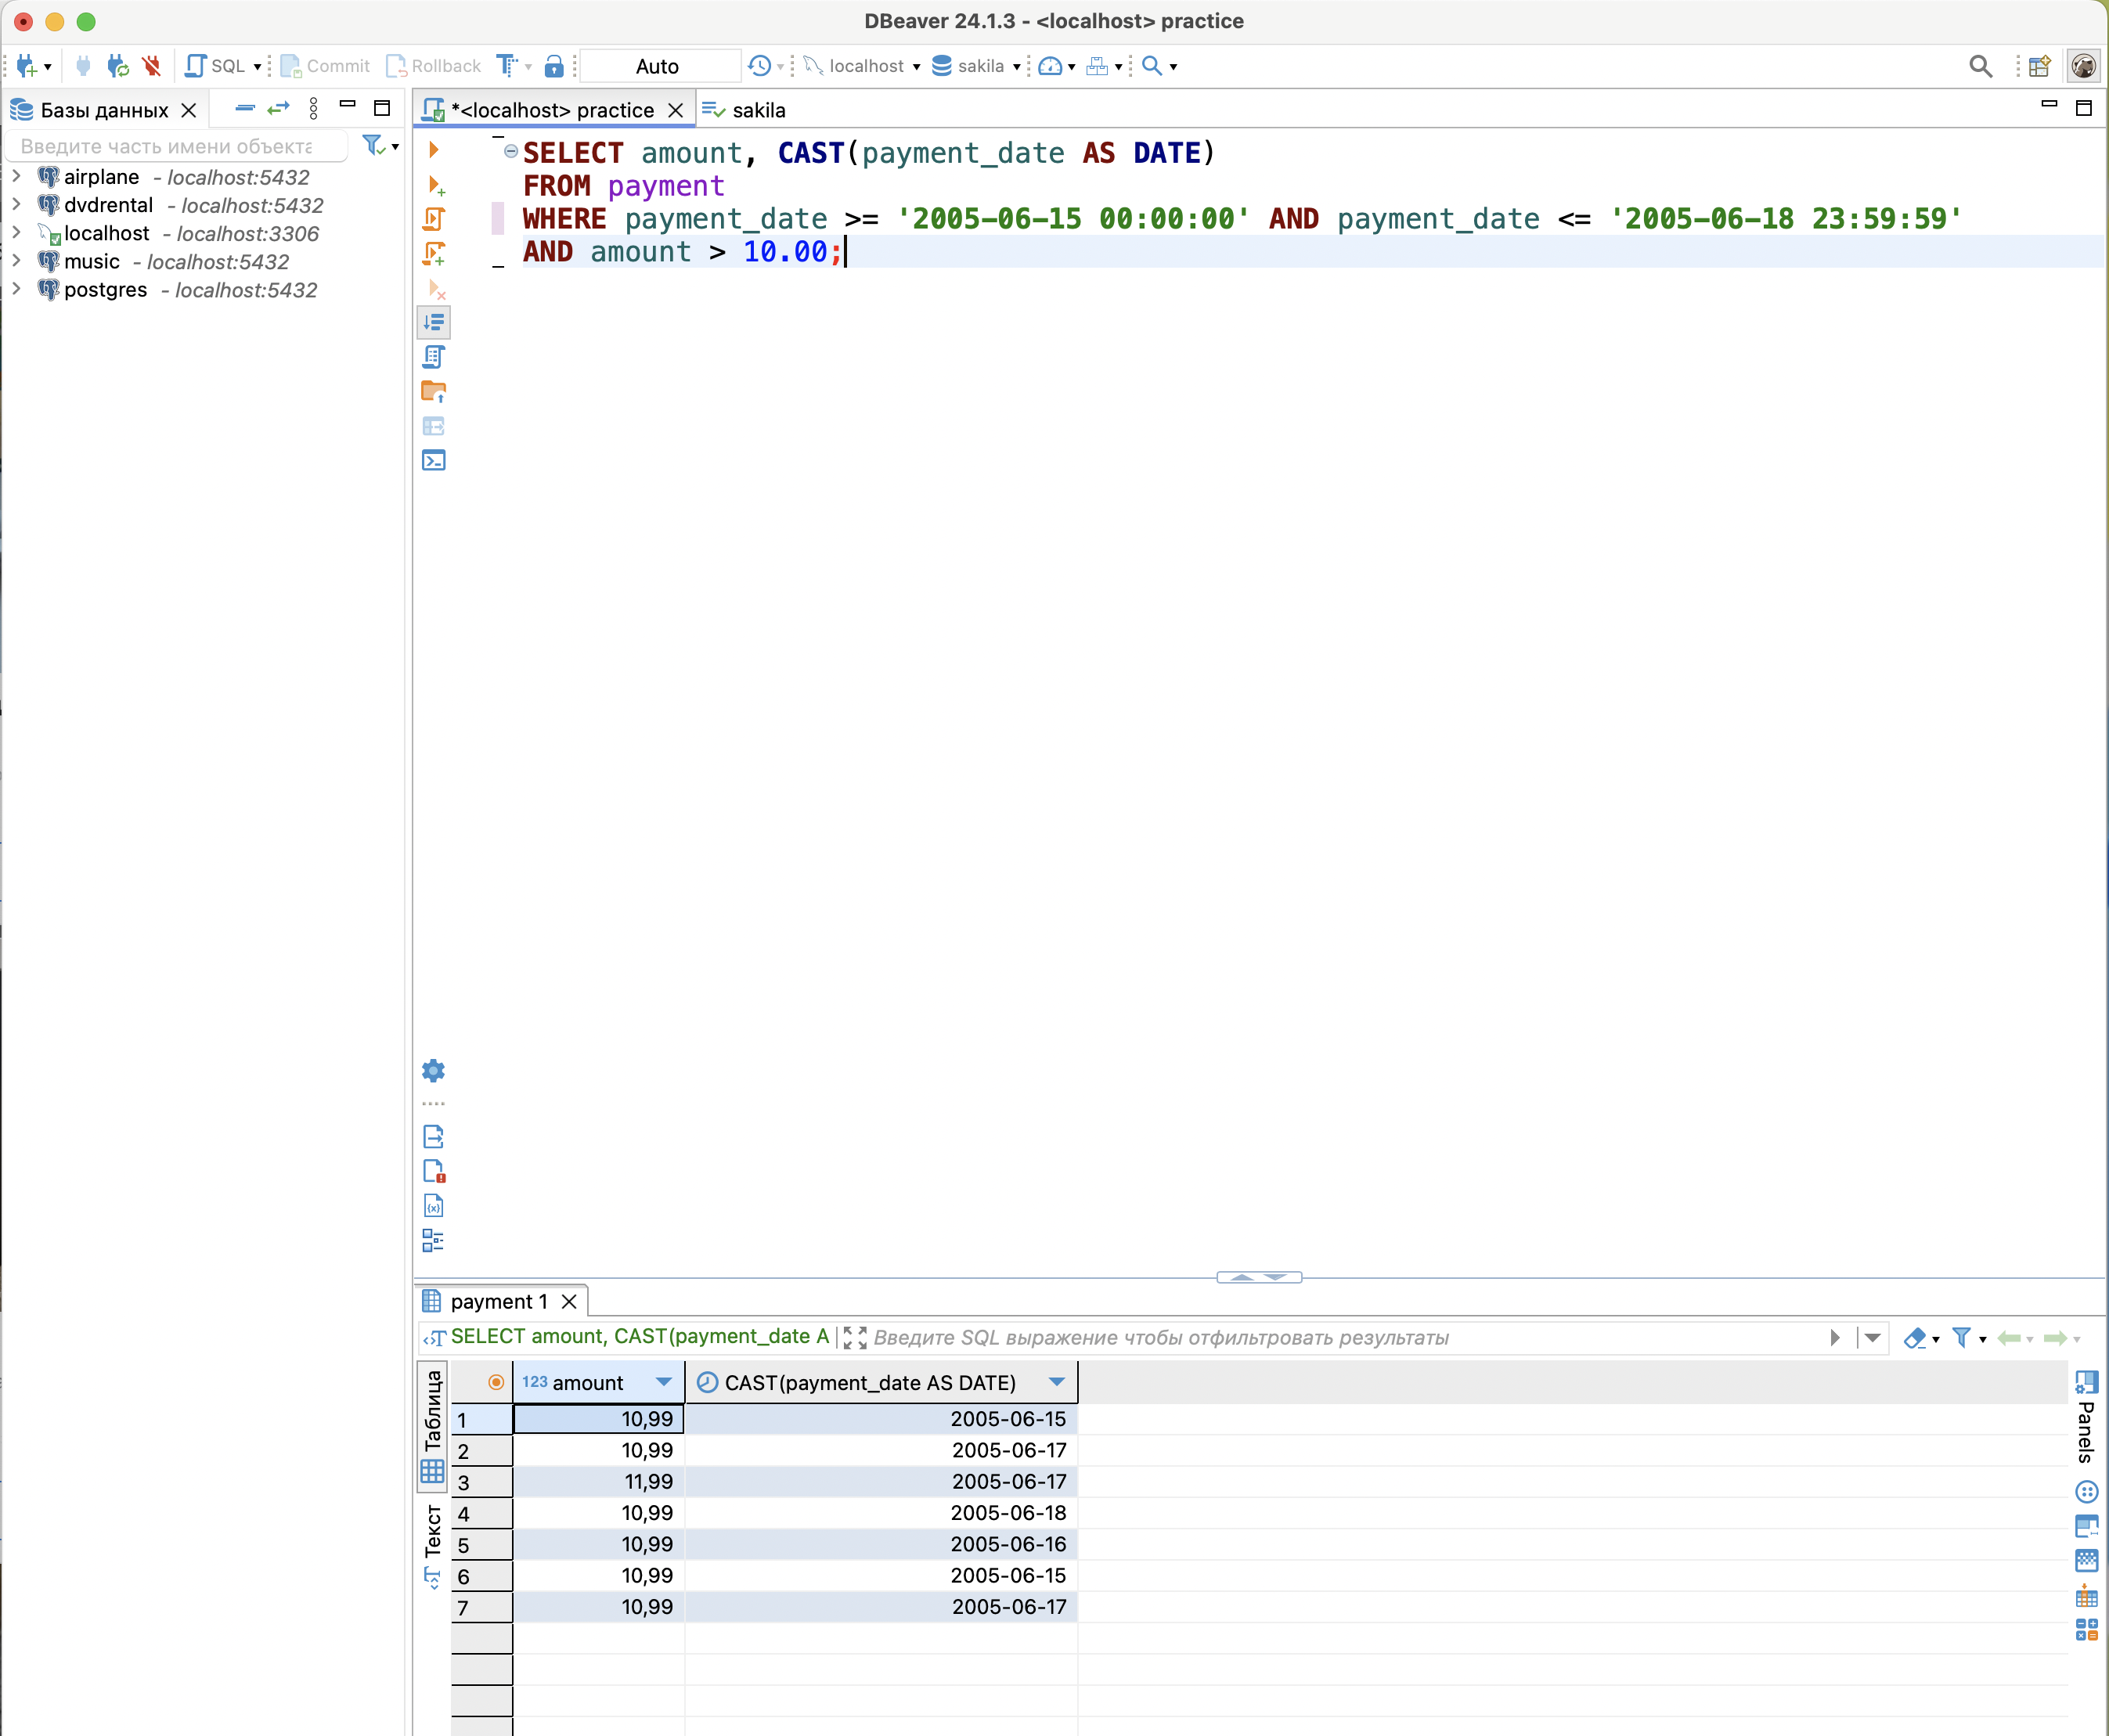 DBeaver 24.1.3 - <localhost> practice
SQL Commit Rollback Auto localhost sakila
Базы данных
Введите часть имени объекта
airplane - localhost:5432
dvdrental - localhost:5432
localhost - localhost:3306
music - localhost:5432
postgres - localhost:5432
*<localhost> practice sakila
SELECT amount, CAST(payment_date AS DATE)
FROM payment
WHERE payment_date >= '2005-06-15 00:00:00' AND payment_date <= '2005-06-18 23:59:59'
AND amount > 10.00;
payment 1
SELECT amount, CAST(payment_date A Введите SQL выражение чтобы отфильтровать результаты
Таблица
Текст
123 amount CAST(payment_date AS DATE)
1 10,99 2005-06-15
2 10,99 2005-06-17
3 11,99 2005-06-17
4 10,99 2005-06-18
5 10,99 2005-06-16
6 10,99 2005-06-15
7 10,99 2005-06-17
Panels